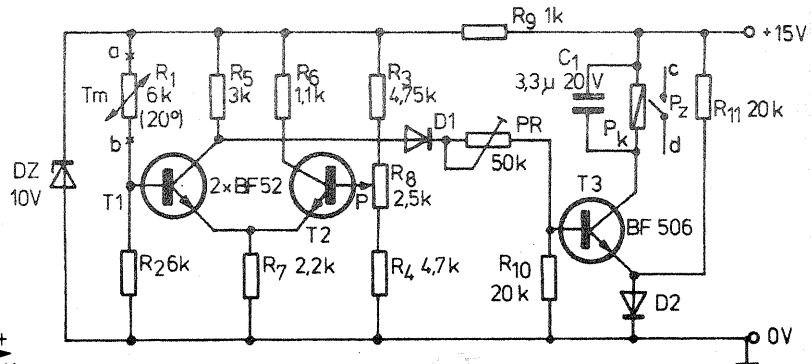 R9 1k
+15V
a
R1
6k
(20°)
Tm
b
R5
3k
R6
1,1k
R3
4,75k
C1
3,3μ 20V
c
Pz
d
Pk
R11 20k
D1
PR
50k
DZ
10V
T1
2xBF52
T2
P
R8
2,5k
T3
BF 506
R2 6k
R7 2,2k
R4 4,7k
R10
20k
D2
0V
+